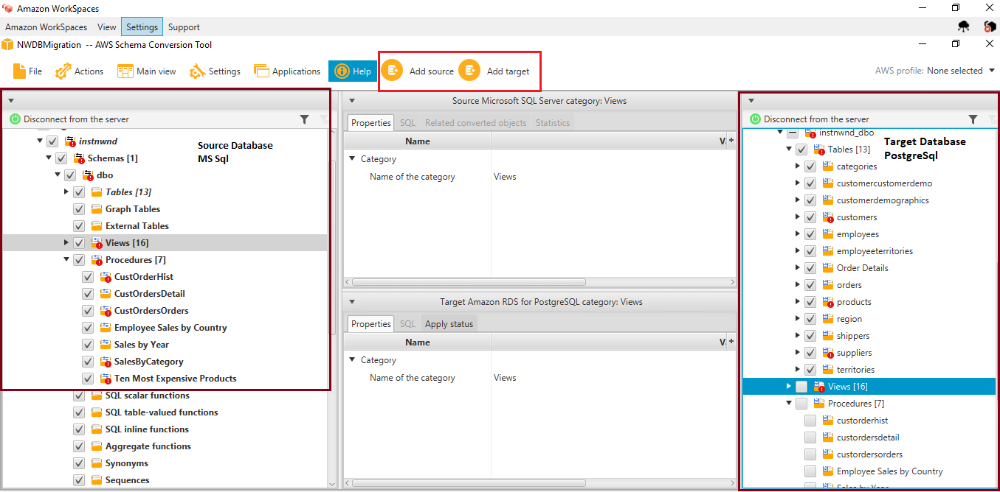 Amazon WorkSpaces
Amazon WorkSpaces View Settings Support
NWDBMigration -- AWS Schema Conversion Tool
File Actions Main view Settings Applications Help Add source Add target AWS profile: None selected
Disconnect from the server
instnwnd
Schemas [1]
dbo
Tables [13]
Graph Tables
External Tables
Views [16]
Procedures [7]
CustOrderHist
CustOrdersDetail
CustOrdersOrders
Employee Sales by Country
Sales by Year
SalesByCategory
Ten Most Expensive Products
SQL scalar functions
SQL table-valued functions
SQL inline functions
Aggregate functions
Synonyms
Sequences
Source Database
MS Sql
Source Microsoft SQL Server category: Views
Properties SQL Related converted objects Statistics
Name V +
Category
Name of the category Views
Target Amazon RDS for PostgreSQL category: Views
Properties SQL Apply status
Name V +
Category
Name of the category Views
Disconnect from the server
instnwnd_dbo
Tables [13]
categories
customercustomerdemo
customerdemographics
customers
employees
employeeterritories
Order Details
orders
products
region
shippers
suppliers
territories
Views [16]
Procedures [7]
custorderhist
custordersdetail
custordersorders
Employee Sales by Country
Sales by Year
Target Database
PostgreSql